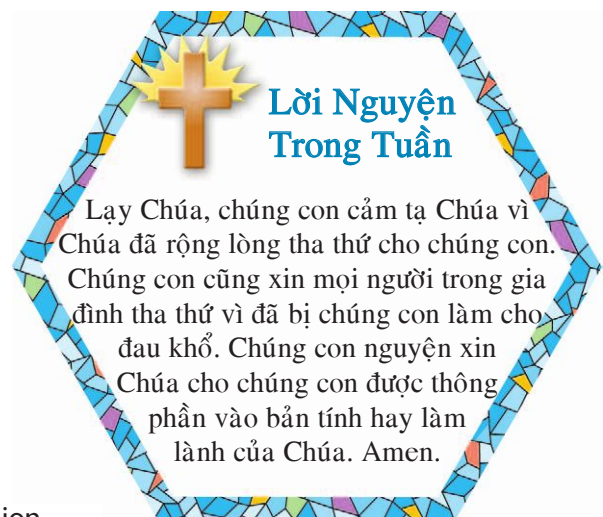 Lời Nguyện
Trong Tuần
Lạy Chúa, chúng con cảm tạ Chúa vì
Chúa đã rộng lòng tha thứ cho chúng con.
Chúng con cũng xin mọi người trong gia
đình tha thứ vì đã bị chúng con làm cho
đau khổ. Chúng con nguyện xin
Chúa cho chúng con được thông
phần vào bản tính hay làm
lành của Chúa. Amen.